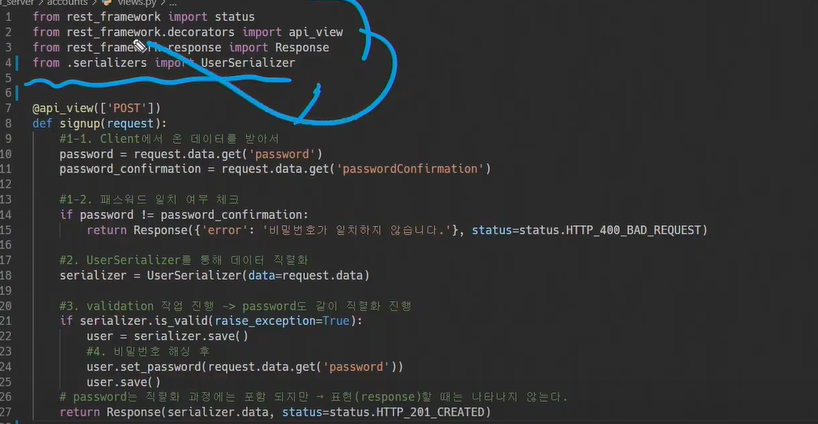 accounts > views.py > ...
1 from rest_framework import status
2 from rest_framework.decorators import api_view
3 from rest_framework.response import Response
4 from .serializers import UserSerializer
5
6
7 @api_view(['POST'])
8 def signup(request):
9 #1-1. Client에서 온 데이터를 받아서
10 password = request.data.get('password')
11 password_confirmation = request.data.get('passwordConfirmation')
12
13 #1-2. 패스워드 일치 여부 체크
14 if password != password_confirmation:
15 return Response({'error': '비밀번호가 일치하지 않습니다.'}, status=status.HTTP_400_BAD_REQUEST)
16
17 #2. UserSerializer를 통해 데이터 직렬화
18 serializer = UserSerializer(data=request.data)
19
20 #3. validation 작업 진행 -> password도 같이 직렬화 진행
21 if serializer.is_valid(raise_exception=True):
22 user = serializer.save()
23 #4. 비밀번호 해싱 후
24 user.set_password(request.data.get('password'))
25 user.save()
26 # password는 직렬화 과정에는 포함 되지만 → 표현(response)할 때는 나타나지 않는다.
27 return Response(serializer.data, status=status.HTTP_201_CREATED)